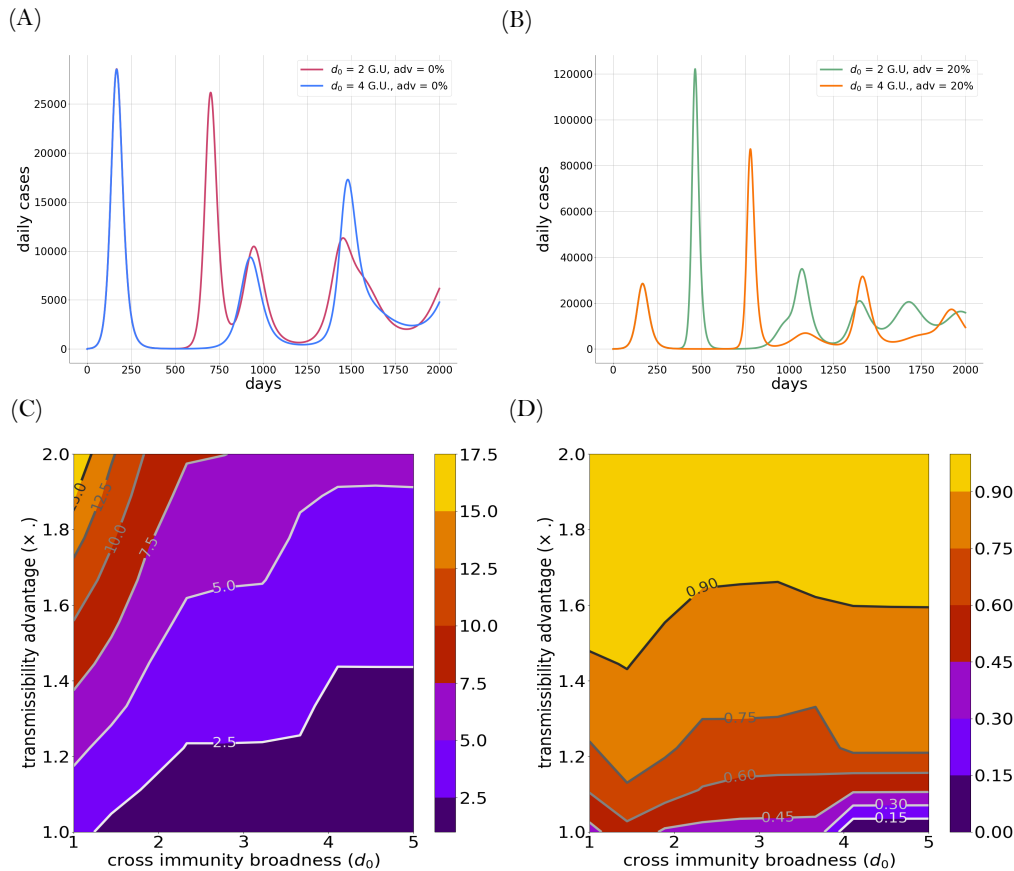 (A)
(B)
d₀ = 2 G.U, adv = 0%
d₀ = 4 G.U., adv = 0%
d₀ = 2 G.U., adv = 20%
d₀ = 4 G.U., adv = 20%
daily cases
25000
20000
15000
10000
5000
0
0 250 500 750 1000 1250 1500 1750 2000
days
daily cases
120000
100000
80000
60000
40000
20000
0
0 250 500 750 1000 1250 1500 1750 2000
days
(C)
(D)
transmissibility advantage (× .)
2.0
1.8
1.6
1.4
1.2
1.0
12.5
10.0
7.5
5.0
2.5
1 2 3 4 5
cross immunity broadness (d₀)
17.5
15.0
12.5
10.0
7.5
5.0
2.5
transmissibility advantage (× .)
2.0
1.8
1.6
1.4
1.2
1.0
0.90
0.75
0.60
0.45
0.30
0.15
1 2 3 4 5
cross immunity broadness (d₀)
0.90
0.75
0.60
0.45
0.30
0.15
0.00